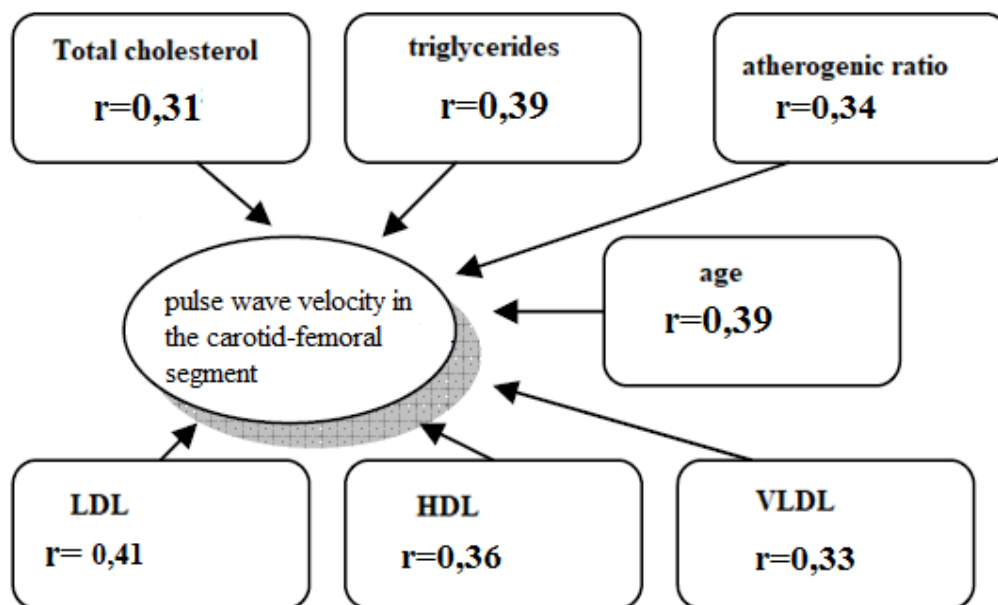 Total cholesterol
r=0,31
triglycerides
r=0,39
atherogenic ratio
r=0,34
pulse wave velocity in
the carotid-femoral
segment
age
r=0,39
LDL
r= 0,41
HDL
r=0,36
VLDL
r=0,33